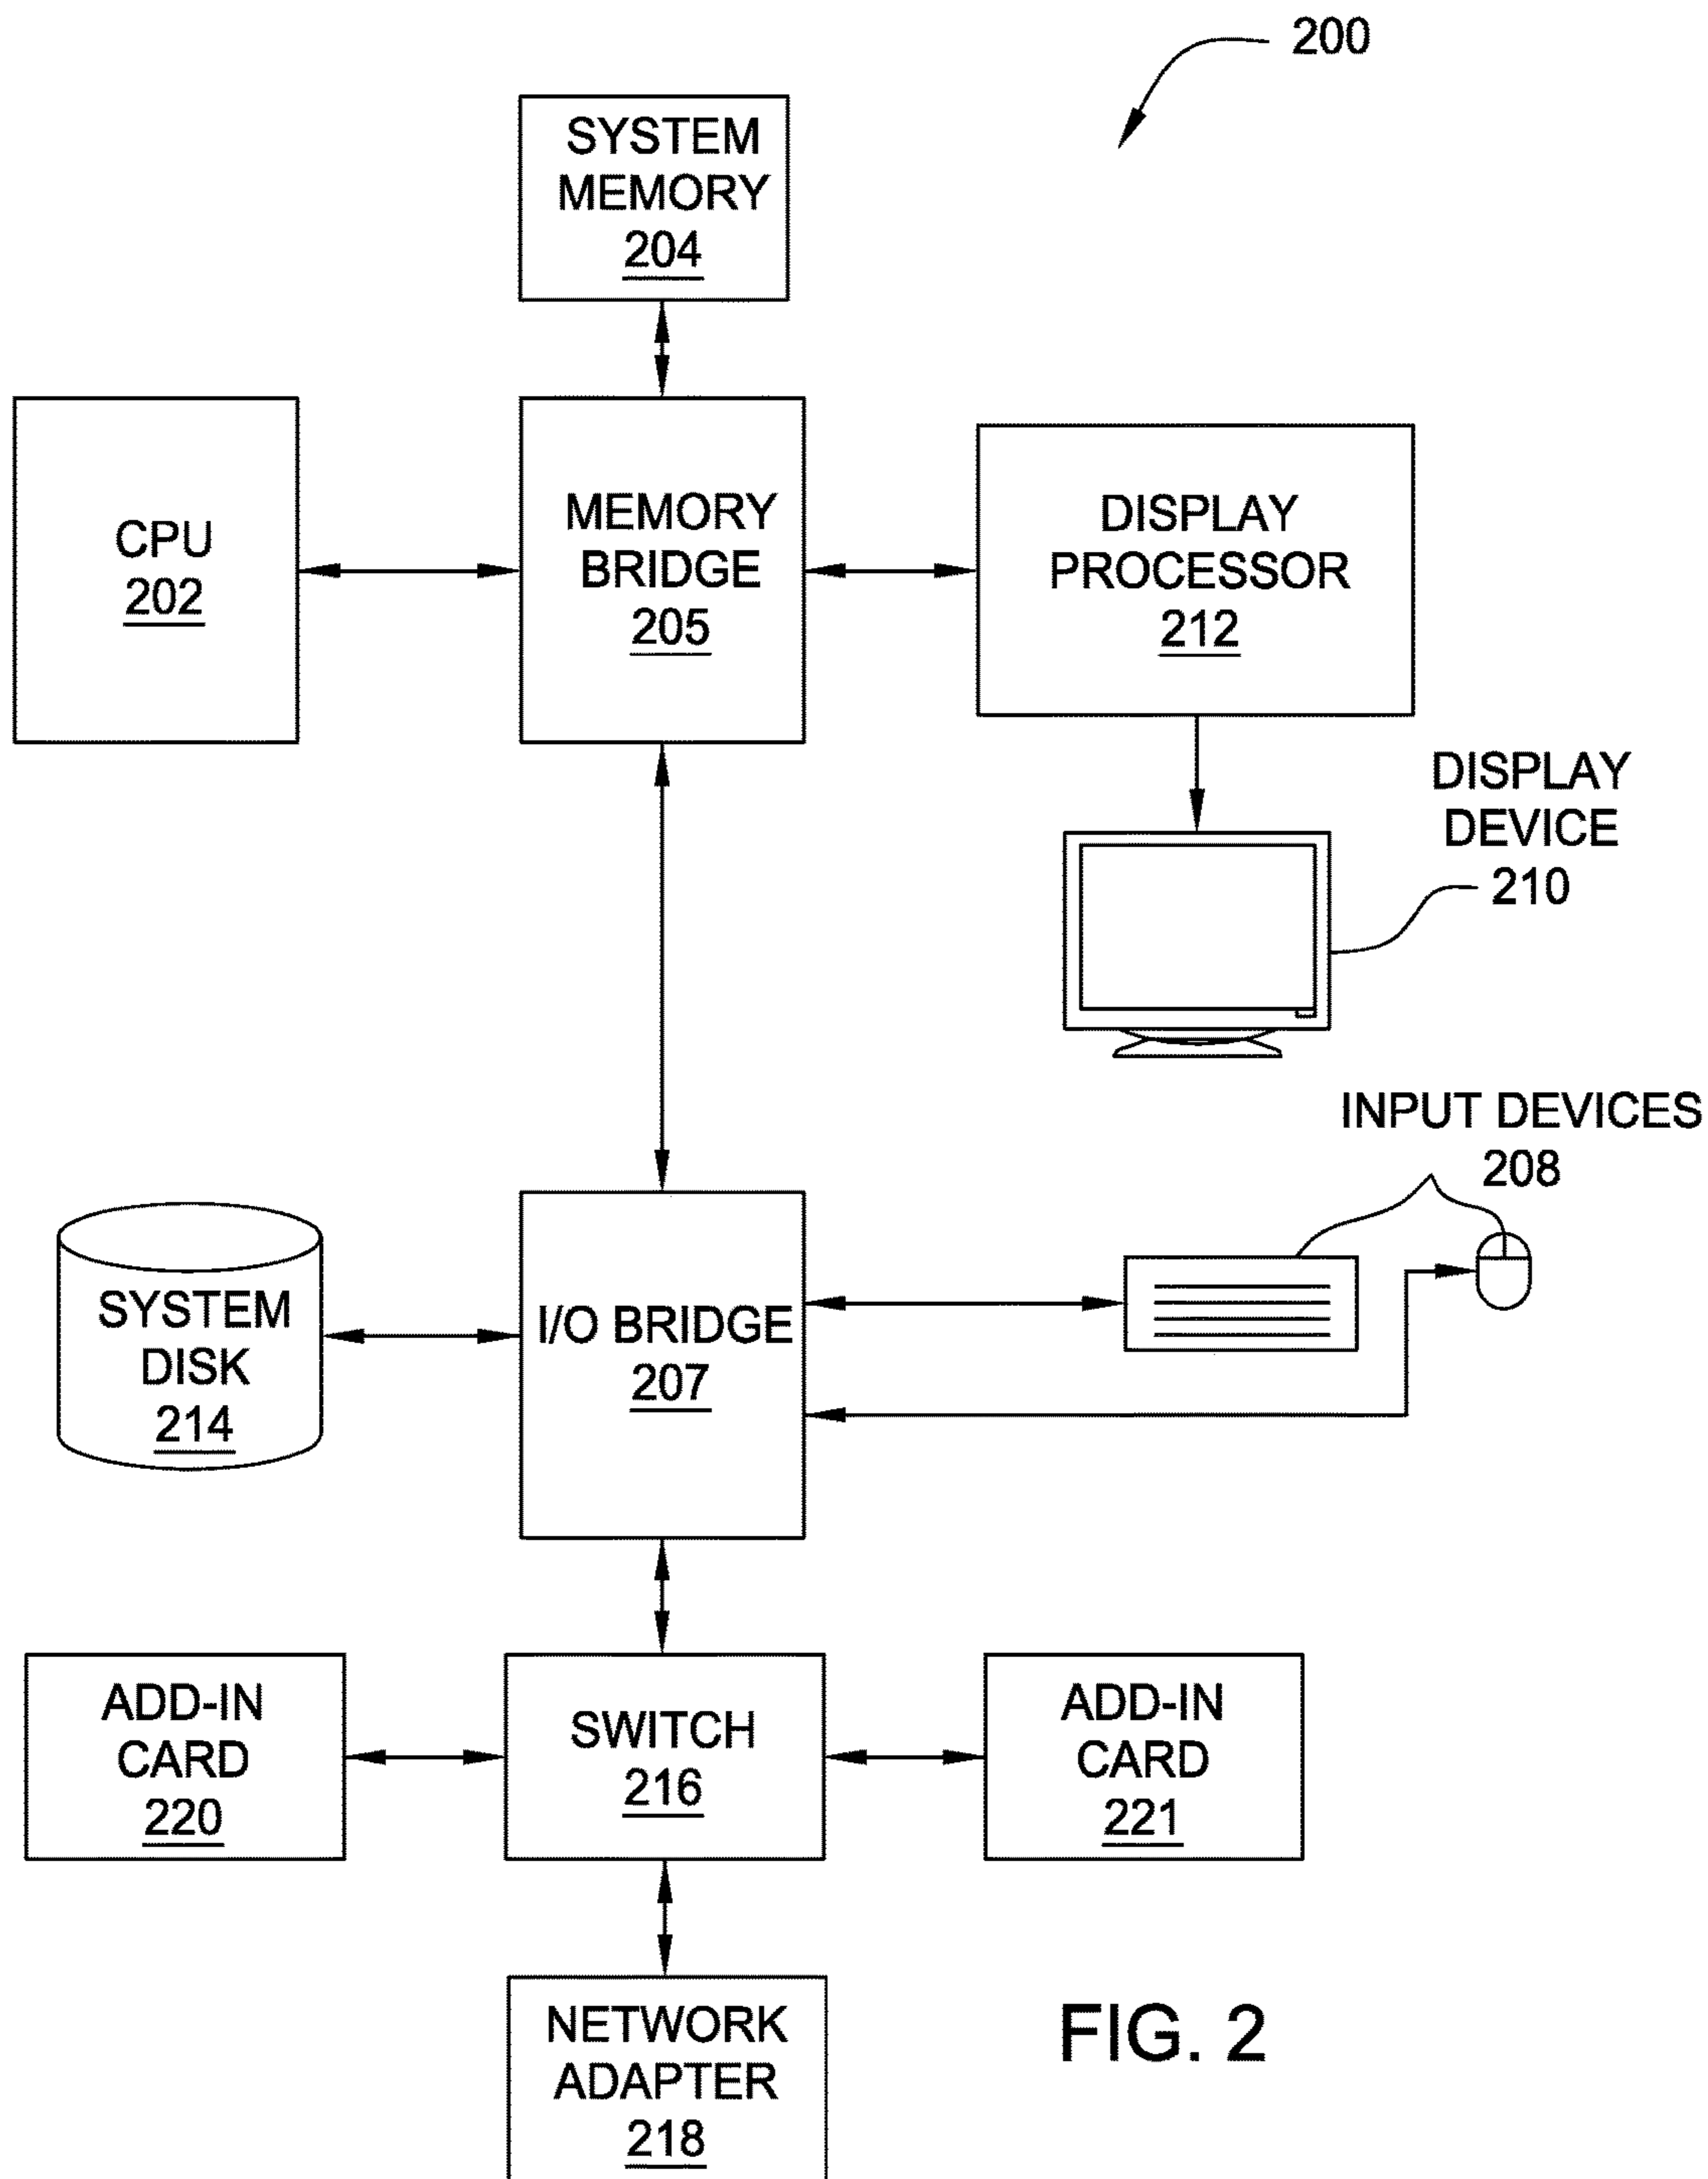 200
SYSTEM
MEMORY
204
CPU
202
MEMORY
BRIDGE
205
DISPLAY
PROCESSOR
212
DISPLAY
DEVICE
210
INPUT DEVICES
208
SYSTEM
DISK
214
I/O BRIDGE
207
ADD-IN
CARD
220
SWITCH
216
ADD-IN
CARD
221
NETWORK
ADAPTER
218
FIG. 2